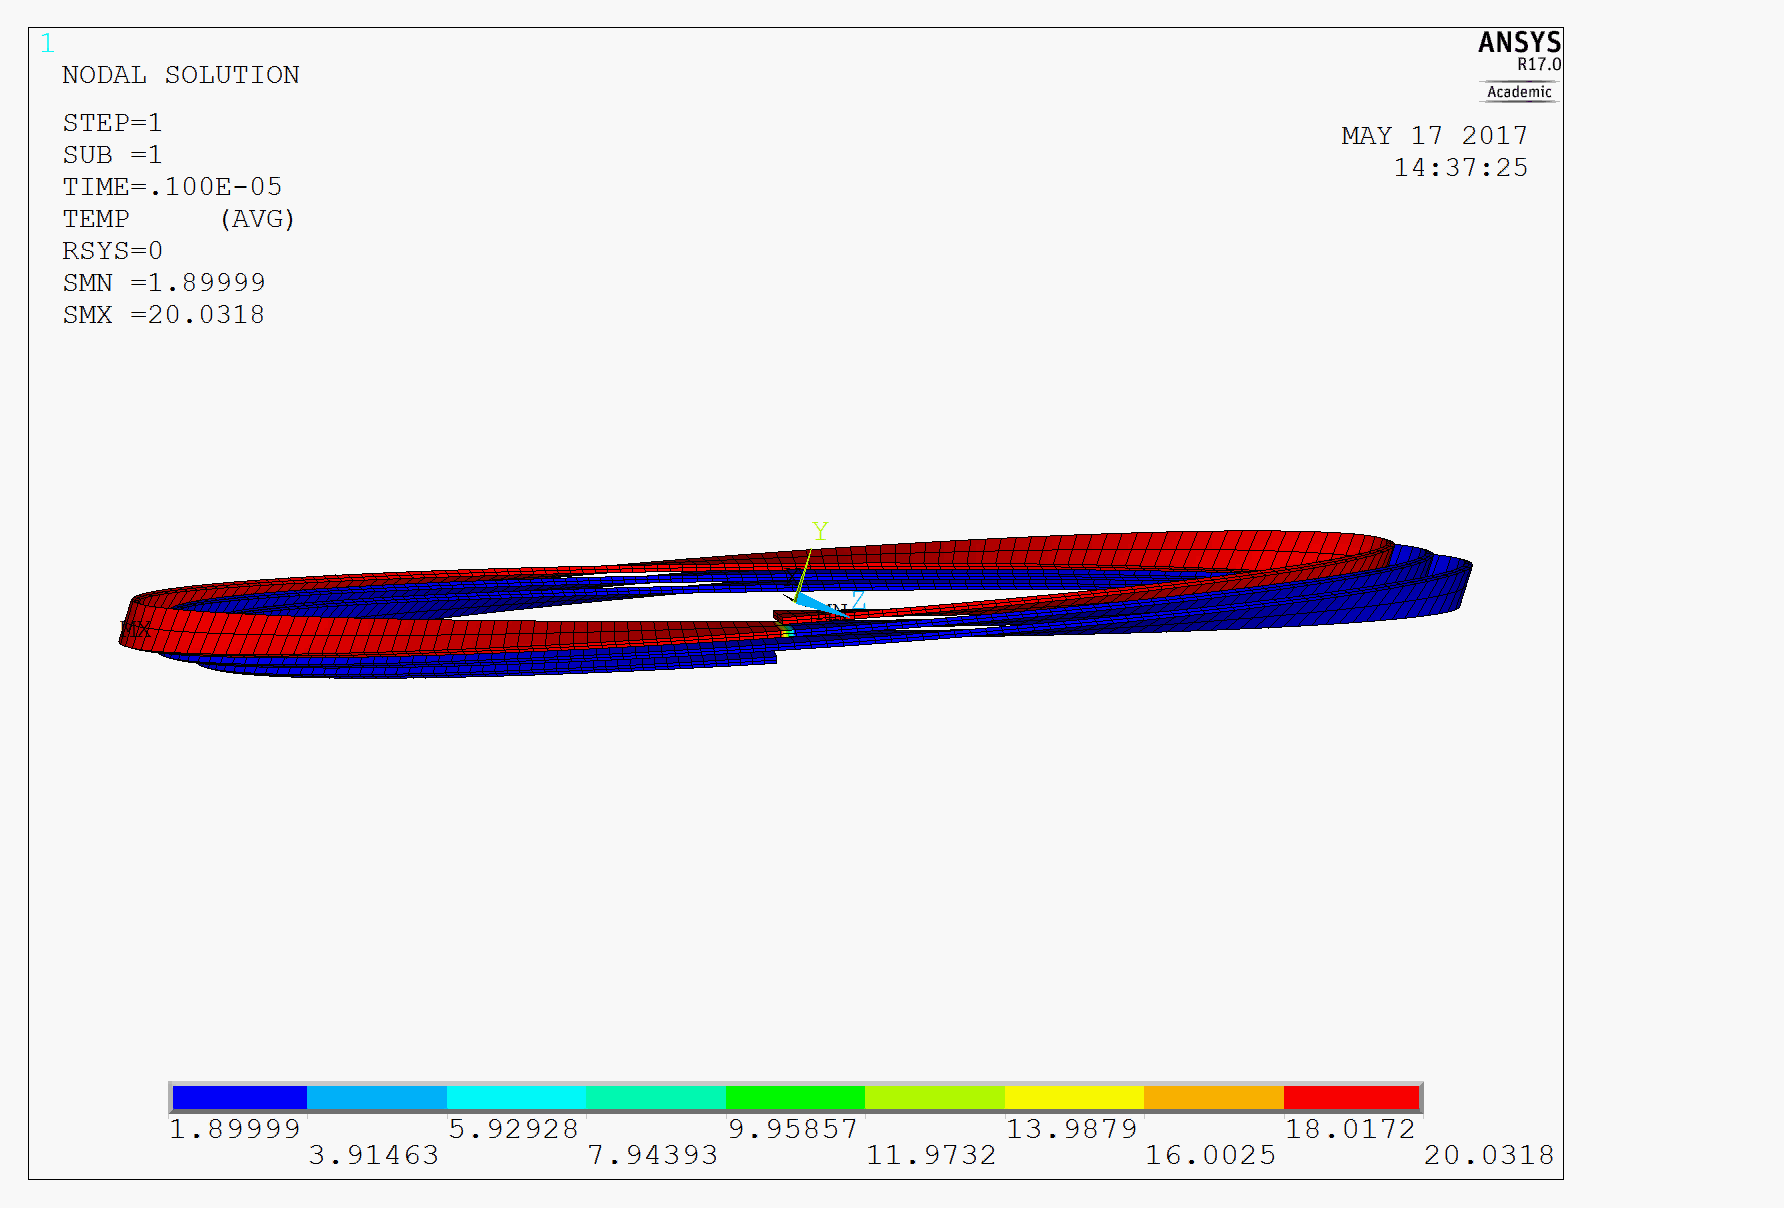 1
ANSYS
R17.0
Academic
NODAL SOLUTION
STEP=1
SUB =1
TIME=.100E-05
TEMP (AVG)
RSYS=0
SMN =1.89999
SMX =20.0318
MAY 17 2017
14:37:25
Y
Z
MX
1.89999 5.92928 9.95857 13.9879 18.0172
3.91463 7.94393 11.9732 16.0025 20.0318